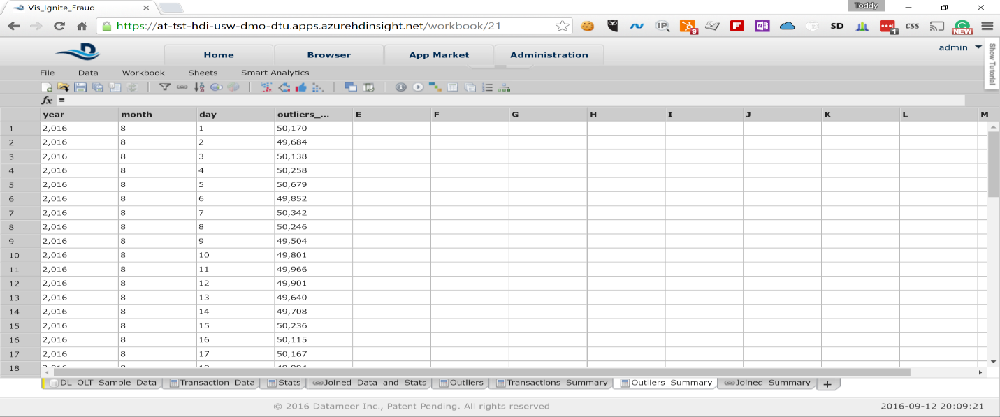 Toddy
Vis_Ignite_Fraud
https://at-tst-hdi-usw-dmo-dtu.apps.azurehdinsight.net/workbook/21 IP 9 N SD 1 css NEW
Home Browser App Market Administration admin
Show Tutorial
File Data Workbook Sheets Smart Analytics
fx =
year month day outliers_... E F G H I J K L M
1 2,016 8 1 50,170
2 2,016 8 2 49,684
3 2,016 8 3 50,138
4 2,016 8 4 50,258
5 2,016 8 5 50,679
6 2,016 8 6 49,852
7 2,016 8 7 50,342
8 2,016 8 8 50,246
9 2,016 8 9 49,504
10 2,016 8 10 49,801
11 2,016 8 11 49,966
12 2,016 8 12 49,901
13 2,016 8 13 49,640
14 2,016 8 14 49,708
15 2,016 8 15 50,236
16 2,016 8 16 50,115
17 2,016 8 17 50,167
18
DL_OLT_Sample_Data Transaction_Data Stats Joined_Data_and_Stats Outliers Transactions_Summary Outliers_Summary Joined_Summary +
© 2016 Datameer Inc., Patent Pending. All rights reserved 2016-09-12 20:09:21